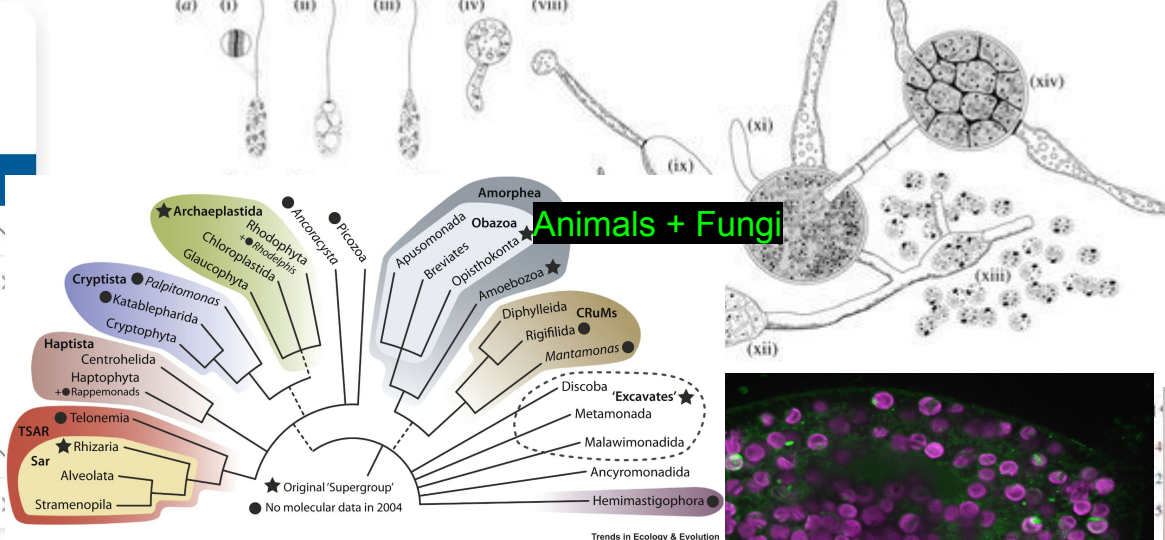 (a) (i) (ii) (iii) (iv) (viii)
(xiv)
(xi)
(ix)
(xiii)
(xii)
Animals + Fungi
Amorphea
Obazoa
Apusomonada
Breviates
Opisthokonta
Amoebozoa
Archaeplastida
Rhodophyta
+ Rhodelphis
Chloroplastida
Glaucophyta
Ancoracysta
Picozoa
Cryptista
Palpitomonas
Katablepharida
Cryptophyta
Haptista
Centrohelida
Haptophyta
+ Rappemonads
TSAR
Telonemia
Rhizaria
Sar
Alveolata
Stramenopila
Diphylleida
CRuMs
Rigifilida
Mantamonas
Discoba
'Excavates'
Metamonada
Malawimonadida
Ancyromonadida
Hemimastigophora
Original 'Supergroup'
No molecular data in 2004
Trends in Ecology & Evolution